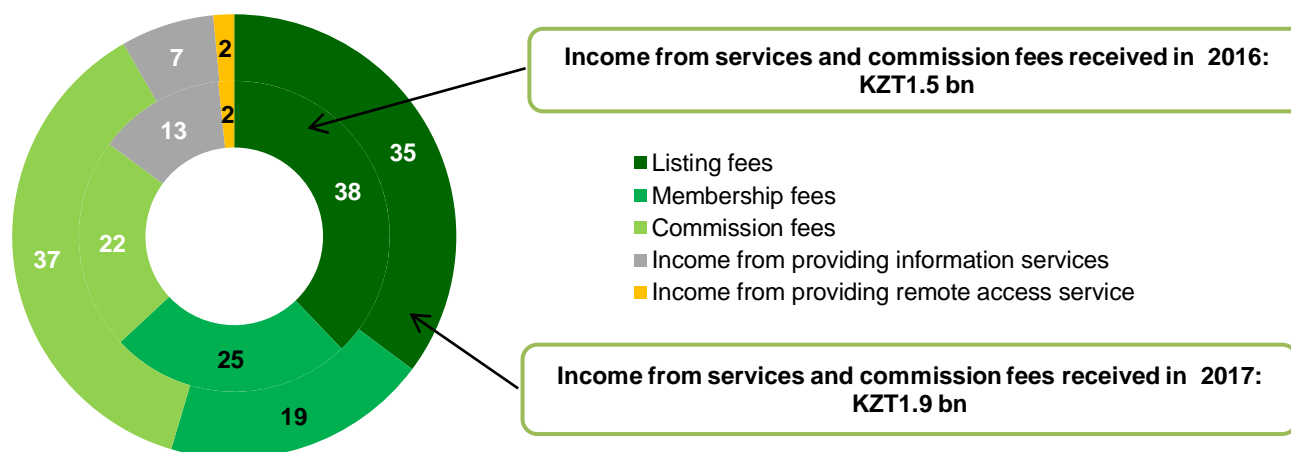 Income from services and commission fees received in 2016:
KZT1.5 bn
7
2
13
2
35
38
Listing fees
Membership fees
Commission fees
Income from providing information services
Income from providing remote access service
37
22
25
19
Income from services and commission fees received in 2017:
KZT1.9 bn